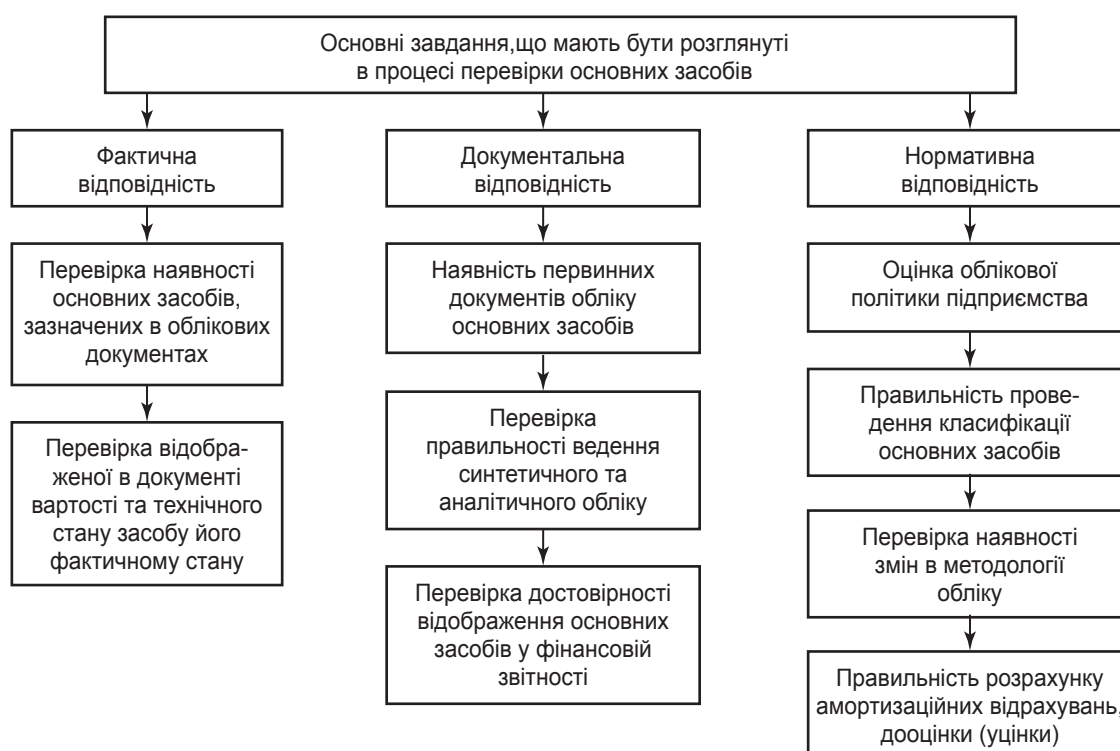 Основні завдання,що мають бути розглянуті
в процесі перевірки основних засобів
Фактична
відповідність
Перевірка наявності
основних засобів,
зазначених в облікових
документах
Перевірка відобра-
женої в документі
вартості та технічного
стану засобу його
фактичному стану
Документальна
відповідність
Наявність первинних
документів обліку
основних засобів
Перевірка
правильності ведення
синтетичного та
аналітичного обліку
Перевірка достовірності
відображення основних
засобів у фінансовій
звітності
Нормативна
відповідність
Оцінка облікової
політики підприємства
Правильність прове-
дення класифікації
основних засобів
Перевірка наявності
змін в методології
обліку
Правильність розрахунку
амортизаційних відрахувань,
дооцінки (уцінки)